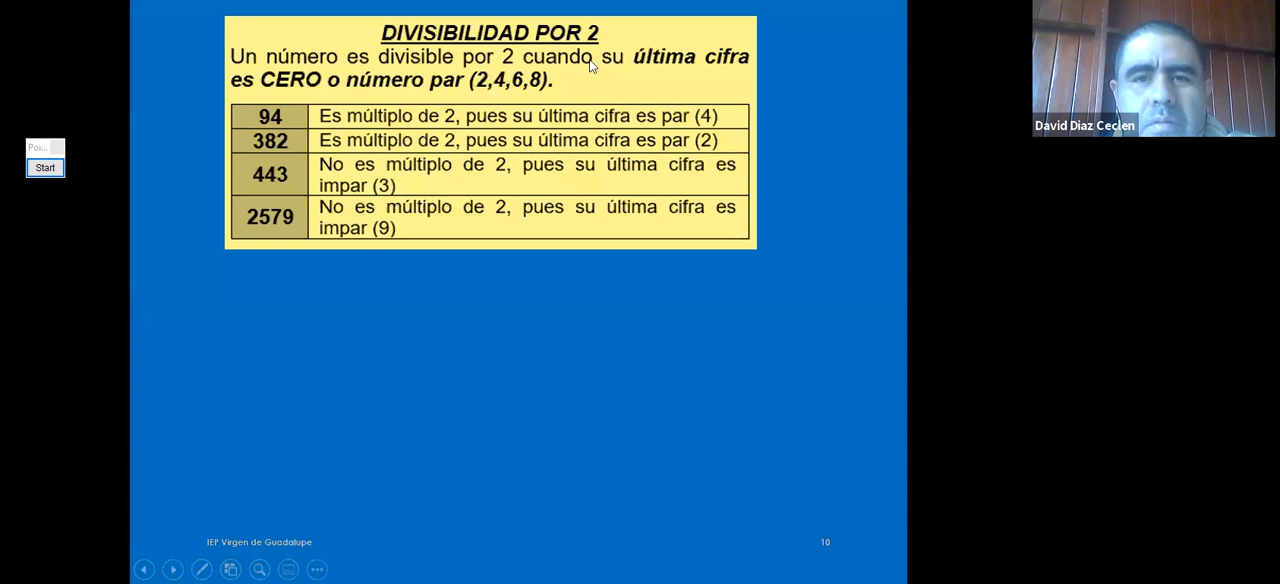 DIVISIBILIDAD POR 2
Un número es divisible por 2 cuando su última cifra
es CERO o número par (2,4,6,8).
94 Es múltiplo de 2, pues su última cifra es par (4)
382 Es múltiplo de 2, pues su última cifra es par (2)
443 No es múltiplo de 2, pues su última cifra es
impar (3)
2579 No es múltiplo de 2, pues su última cifra es
impar (9)
David Diaz Ceclen
Poi...
Start
IEP Virgen de Guadalupe
10